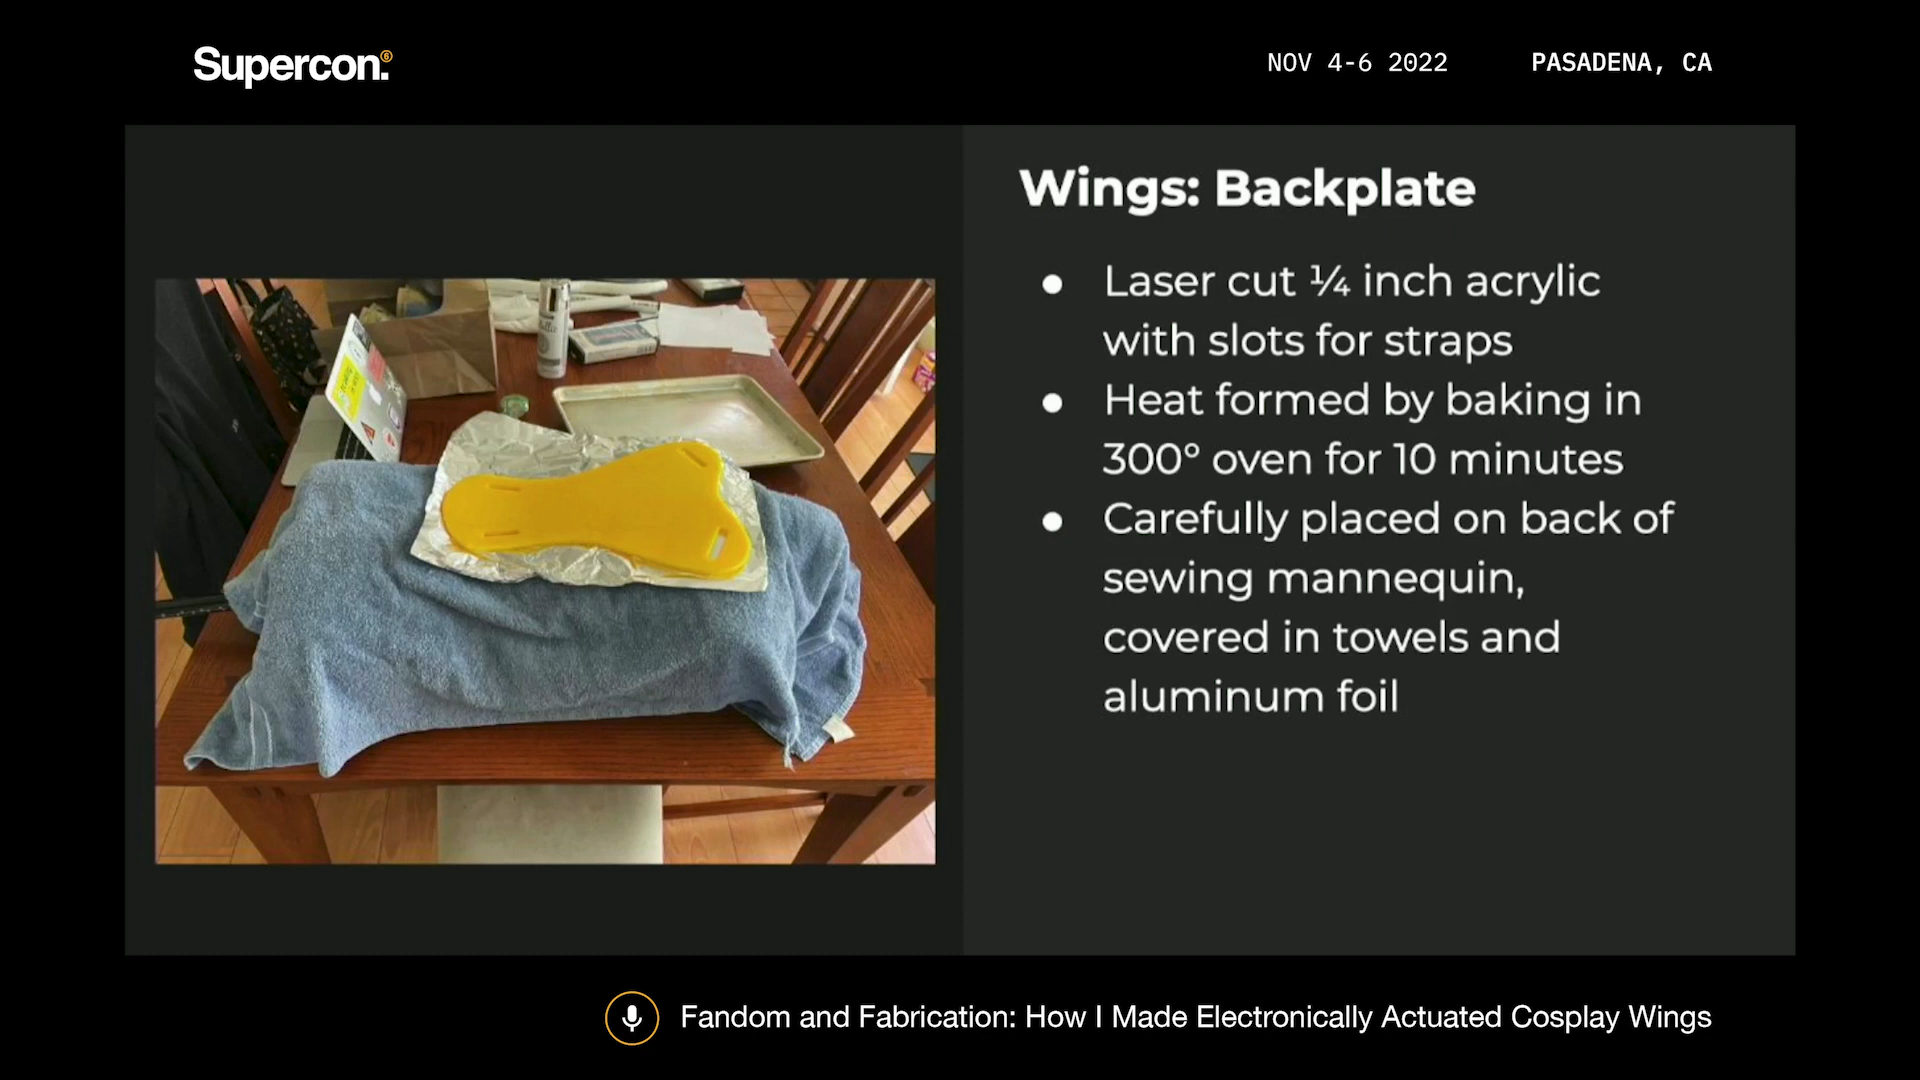 Supercon.6
NOV 4-6 2022 PASADENA, CA
Wings: Backplate
● Laser cut ¼ inch acrylic
with slots for straps
● Heat formed by baking in
300° oven for 10 minutes
● Carefully placed on back of
sewing mannequin,
covered in towels and
aluminum foil
Fandom and Fabrication: How I Made Electronically Actuated Cosplay Wings